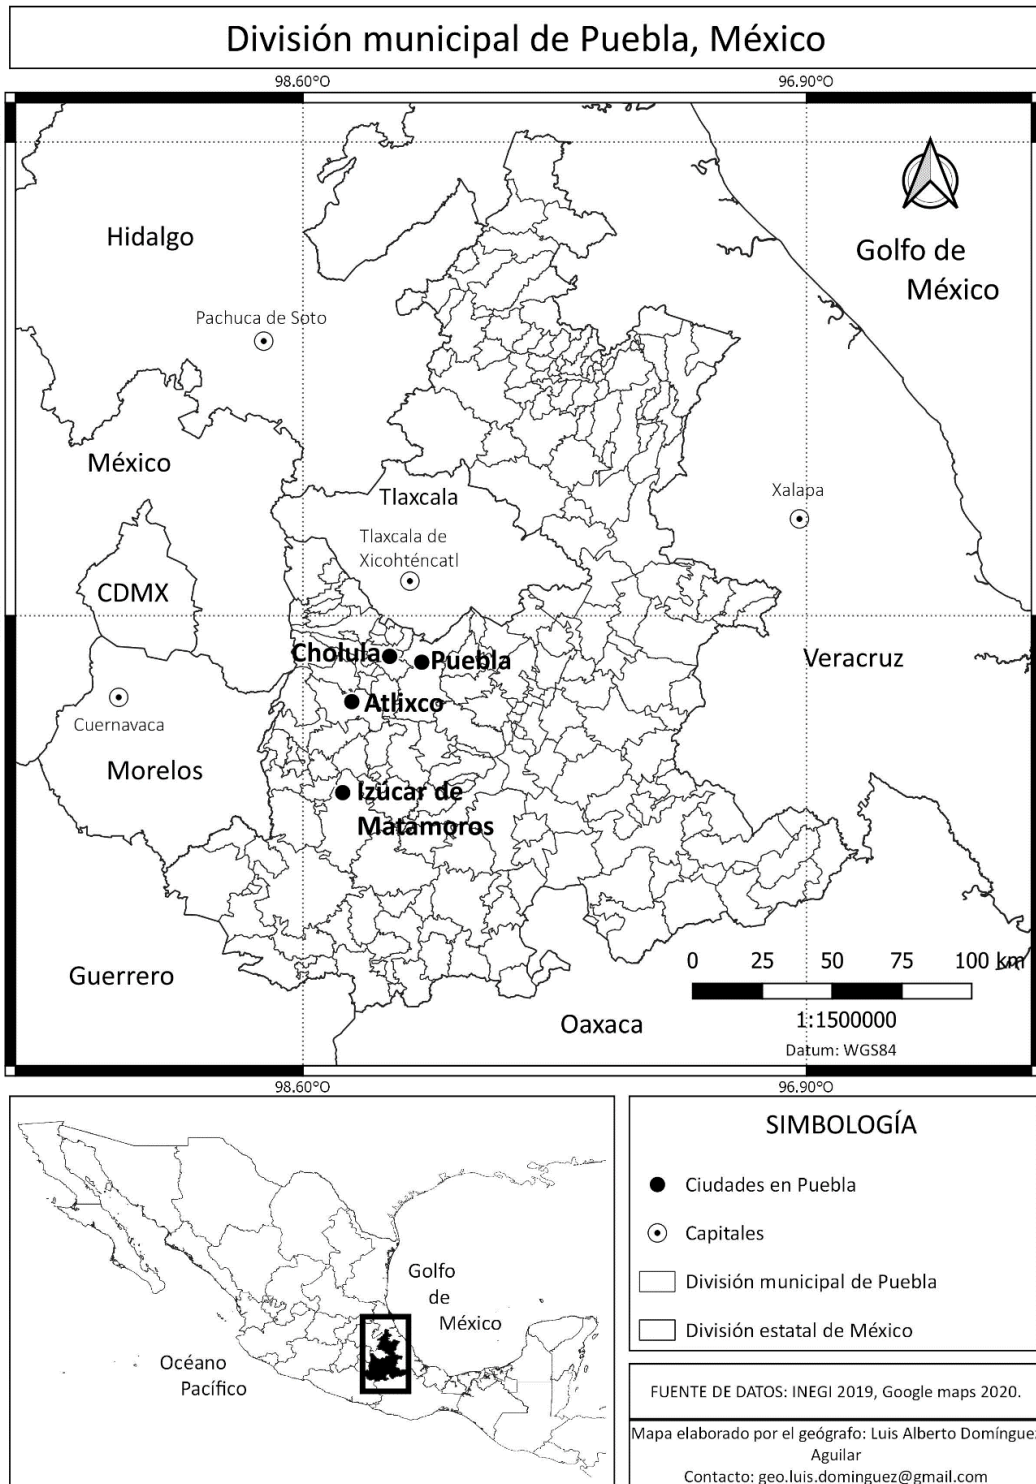 División municipal de Puebla, México
98.60ºO
96.90ºO
Hidalgo
Golfo de
México
Pachuca de Soto
México
Tlaxcala
Xalapa
Tlaxcala de
Xicohténcatl
CDMX
Cholula
Puebla
Veracruz
Atlixco
Cuernavaca
Morelos
Izúcar de
Matamoros
Guerrero
0 25 50 75 100 km
Oaxaca
1:1500000
Datum: WGS84
98.60ºO
96.90ºO
Golfo
de
México
Océano
Pacífico
SIMBOLOGÍA
Ciudades en Puebla
Capitales
División municipal de Puebla
División estatal de México
FUENTE DE DATOS: INEGI 2019, Google maps 2020.
Mapa elaborado por el geógrafo: Luis Alberto Domínguez
Aguilar
Contacto: geo.luis.dominguez@gmail.com